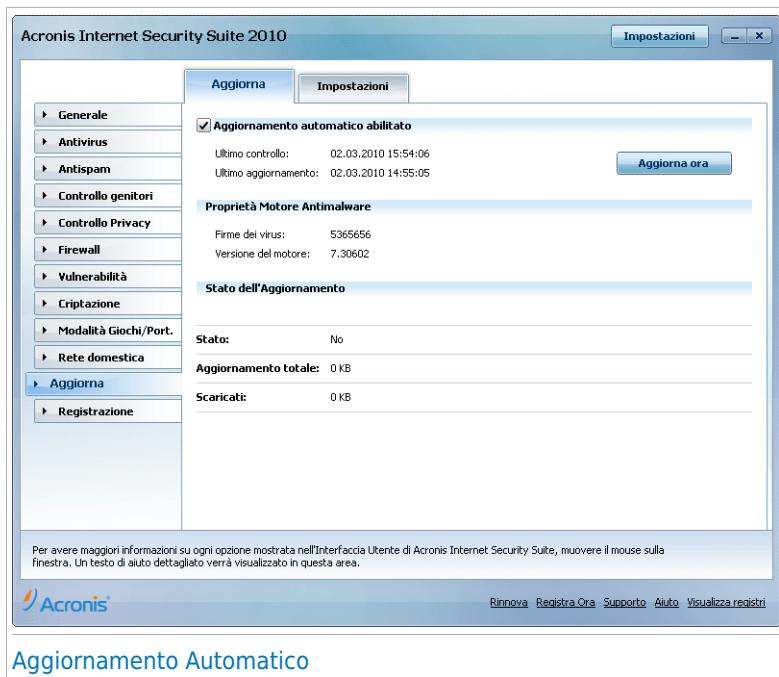 Acronis Internet Security Suite 2010
Impostazioni
Aggiorna
Impostazioni
Generale
Antivirus
Antispam
Controllo genitori
Controllo Privacy
Firewall
Vulnerabilità
Criptazione
Modalità Giochi/Port.
Rete domestica
Aggiorna
Registrazione
Aggiornamento automatico abilitato
Ultimo controllo: 02.03.2010 15:54:06
Ultimo aggiornamento: 02.03.2010 14:55:05
Aggiorna ora
Proprietà Motore Antimalware
Firme dei virus: 5365656
Versione del motore: 7.30602
Stato dell'Aggiornamento
Stato: No
Aggiornamento totale: 0 KB
Scaricati: 0 KB
Per avere maggiori informazioni su ogni opzione mostrata nell'Interfaccia Utente di Acronis Internet Security Suite, muovere il mouse sulla
finestra. Un testo di aiuto dettagliato verrà visualizzato in questa area.
Acronis
Rinnova Registra Ora Supporto Aiuto Visualizza registri
Aggiornamento Automatico